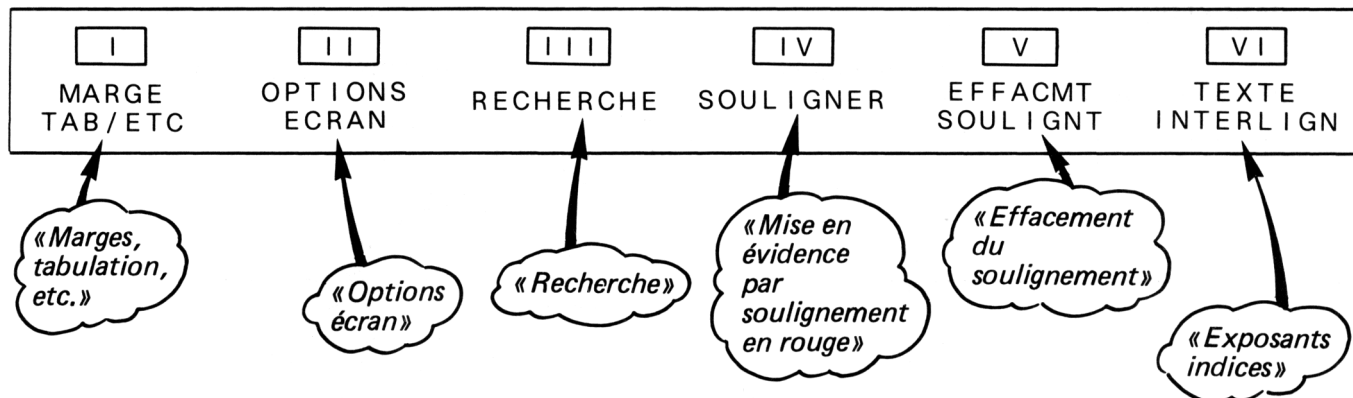 I
II
III
IV
V
VI
MARGE
TAB/ETC
OPTIONS
ECRAN
RECHERCHE
SOULIGNER
EFFACMT
SOULIGNT
TEXTE
INTERLIGN
«Marges,
tabulation,
etc.»
«Options
écran»
«Recherche»
«Mise en
évidence
par
soulignement
en rouge»
«Effacement
du
soulignement»
«Exposants
indices»